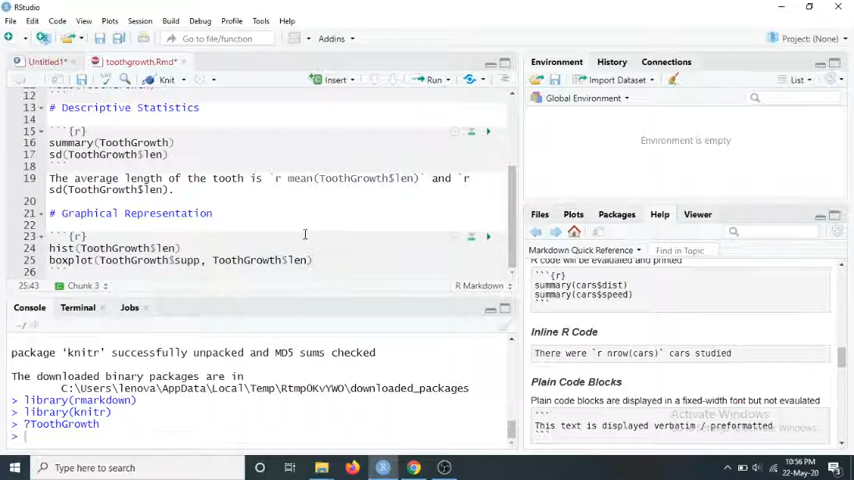 RStudio
File Edit Code View Plots Session Build Debug Profile Tools Help
Go to file/function
Addins
Project: (None)
Untitled1*
toothgrowth.Rmd*
Knit
Insert
Run
12
13 # Descriptive Statistics
14
15 ```{r}
16 summary(ToothGrowth)
17 sd(ToothGrowth$len)
18 ```
19 The average length of the tooth is `r mean(ToothGrowth$len)` and `r
sd(ToothGrowth$len).
20
21 # Graphical Representation
22
23 ```{r}
24 hist(ToothGrowth$len)
25 boxplot(ToothGrowth$supp, ToothGrowth$len)
26 ```
25:43
Chunk 3
R Markdown
Console Terminal Jobs
~/
package ‘knitr’ successfully unpacked and MD5 sums checked
The downloaded binary packages are in
C:\Users\lenova\AppData\Local\Temp\RtmpOKvYWO\downloaded_packages
> library(rmarkdown)
> library(knitr)
> ?ToothGrowth
>
Environment History Connections
Import Dataset
List
Global Environment
Environment is empty
Files Plots Packages Help Viewer
Markdown Quick Reference
Find in Topic
R code will be evaluated and printed
```{r}
summary(cars$dist)
summary(cars$speed)
```
Inline R Code
There were `r nrow(cars)` cars studied
Plain Code Blocks
Plain code blocks are displayed in a fixed-width font but not evaulated
```
This text is displayed verbatim / preformatted
```
Activate Windows
Type here to search
10:56 PM
22-May-20